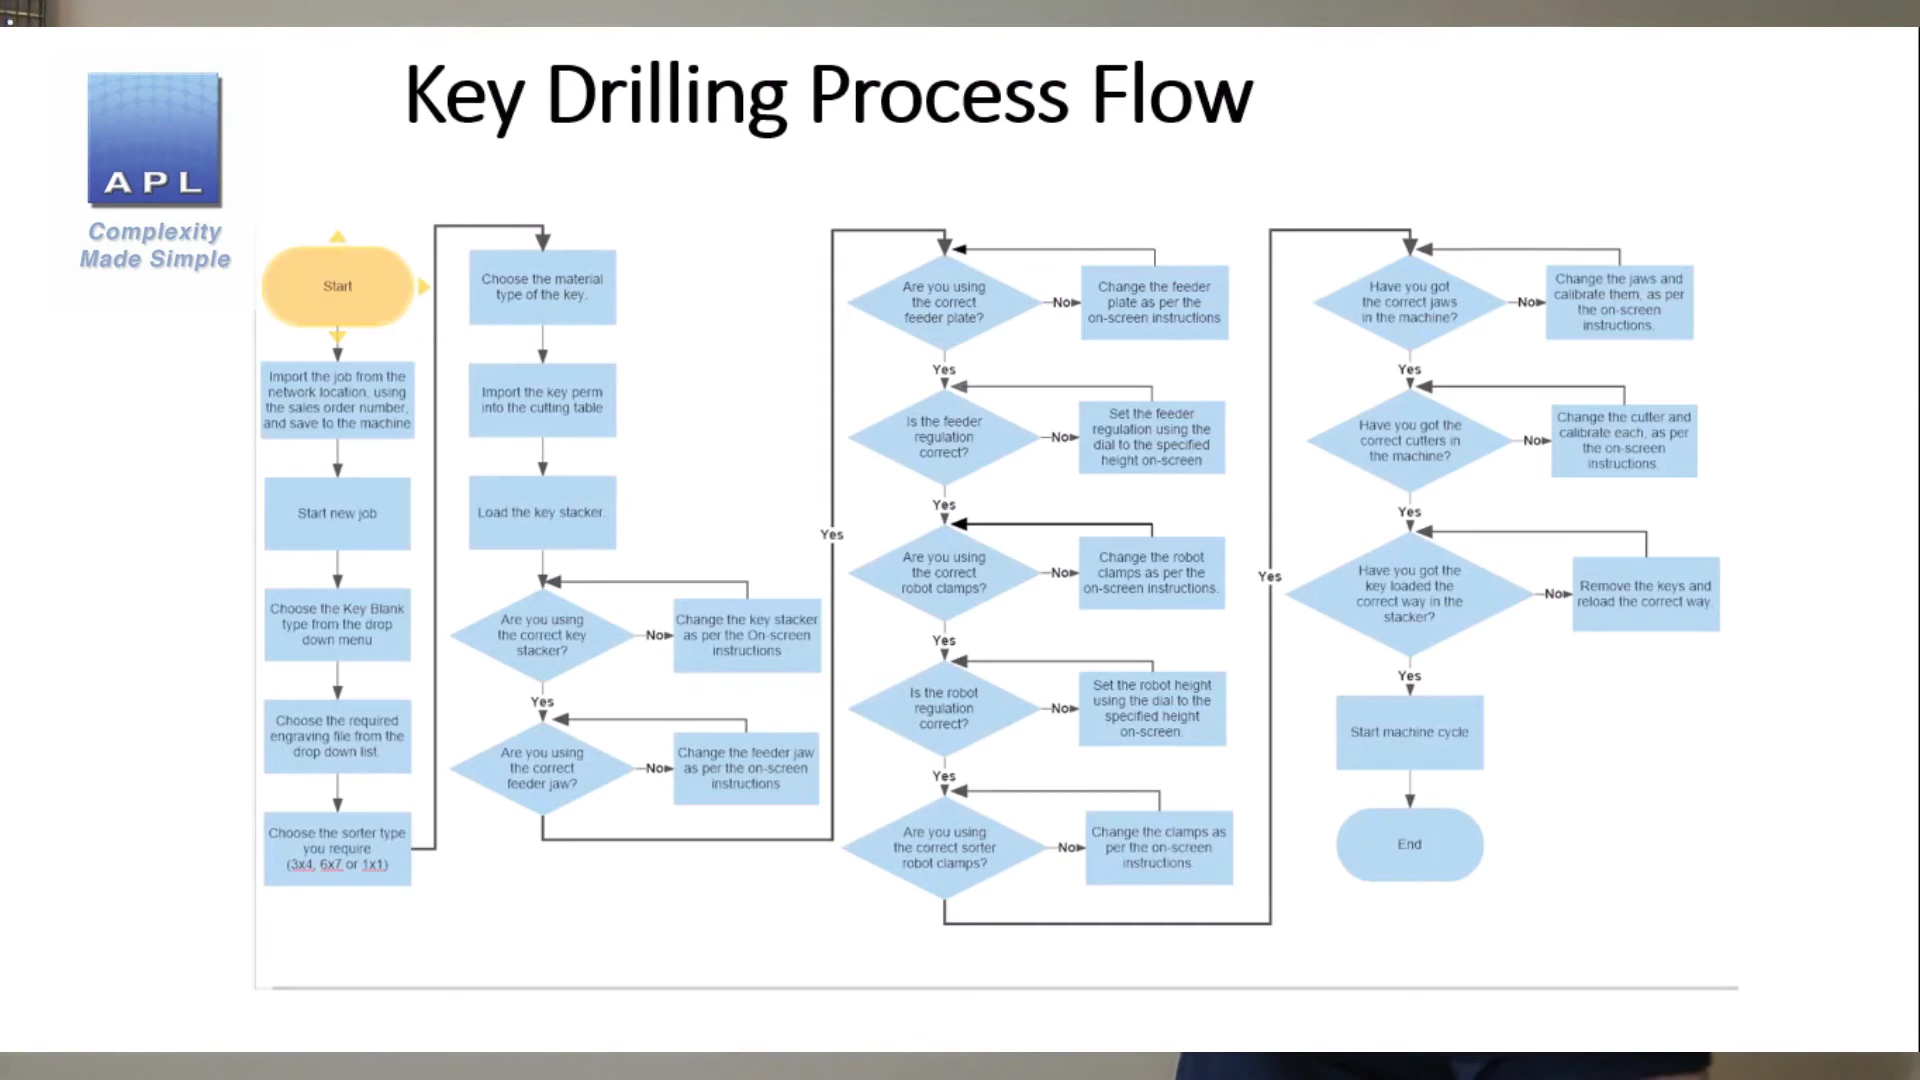 Key Drilling Process Flow
APL
Complexity
Made Simple
Start
Import the job from the
network location, using
the sales order number,
and save to the machine
Start new job
Choose the Key Blank
type from the drop
down menu
Choose the required
engraving file from the
drop down list.
Choose the sorter type
you require
(3x4, 6x7 or 1x1)
Choose the material
type of the key.
Import the key perm
into the cutting table
Load the key stacker.
Are you using
the correct key
stacker?
No
Change the key stacker
as per the On-screen
instructions
Yes
Are you using
the correct
feeder jaw?
No
Change the feeder jaw
as per the on-screen
instructions
Yes
Are you using
the correct
feeder plate?
No
Change the feeder
plate as per the
on-screen instructions
Yes
Is the feeder
regulation
correct?
No
Set the feeder
regulation using the
dial to the specified
height on-screen
Yes
Are you using
the correct
robot clamps?
No
Change the robot
clamps as per the
on-screen instructions.
Yes
Is the robot
regulation
correct?
No
Set the robot height
using the dial to the
specified height
on-screen.
Yes
Are you using
the correct sorter
robot clamps?
No
Change the clamps as
per the on-screen
instructions.
Yes
Have you got
the correct jaws
in the machine?
No
Change the jaws and
calibrate them, as per
the on-screen
instructions.
Yes
Have you got the
correct cutters in
the machine?
No
Change the cutter and
calibrate each, as per
the on-screen
instructions.
Yes
Have you got the
key loaded the
correct way in the
stacker?
No
Remove the keys and
reload the correct way.
Yes
Start machine cycle
End